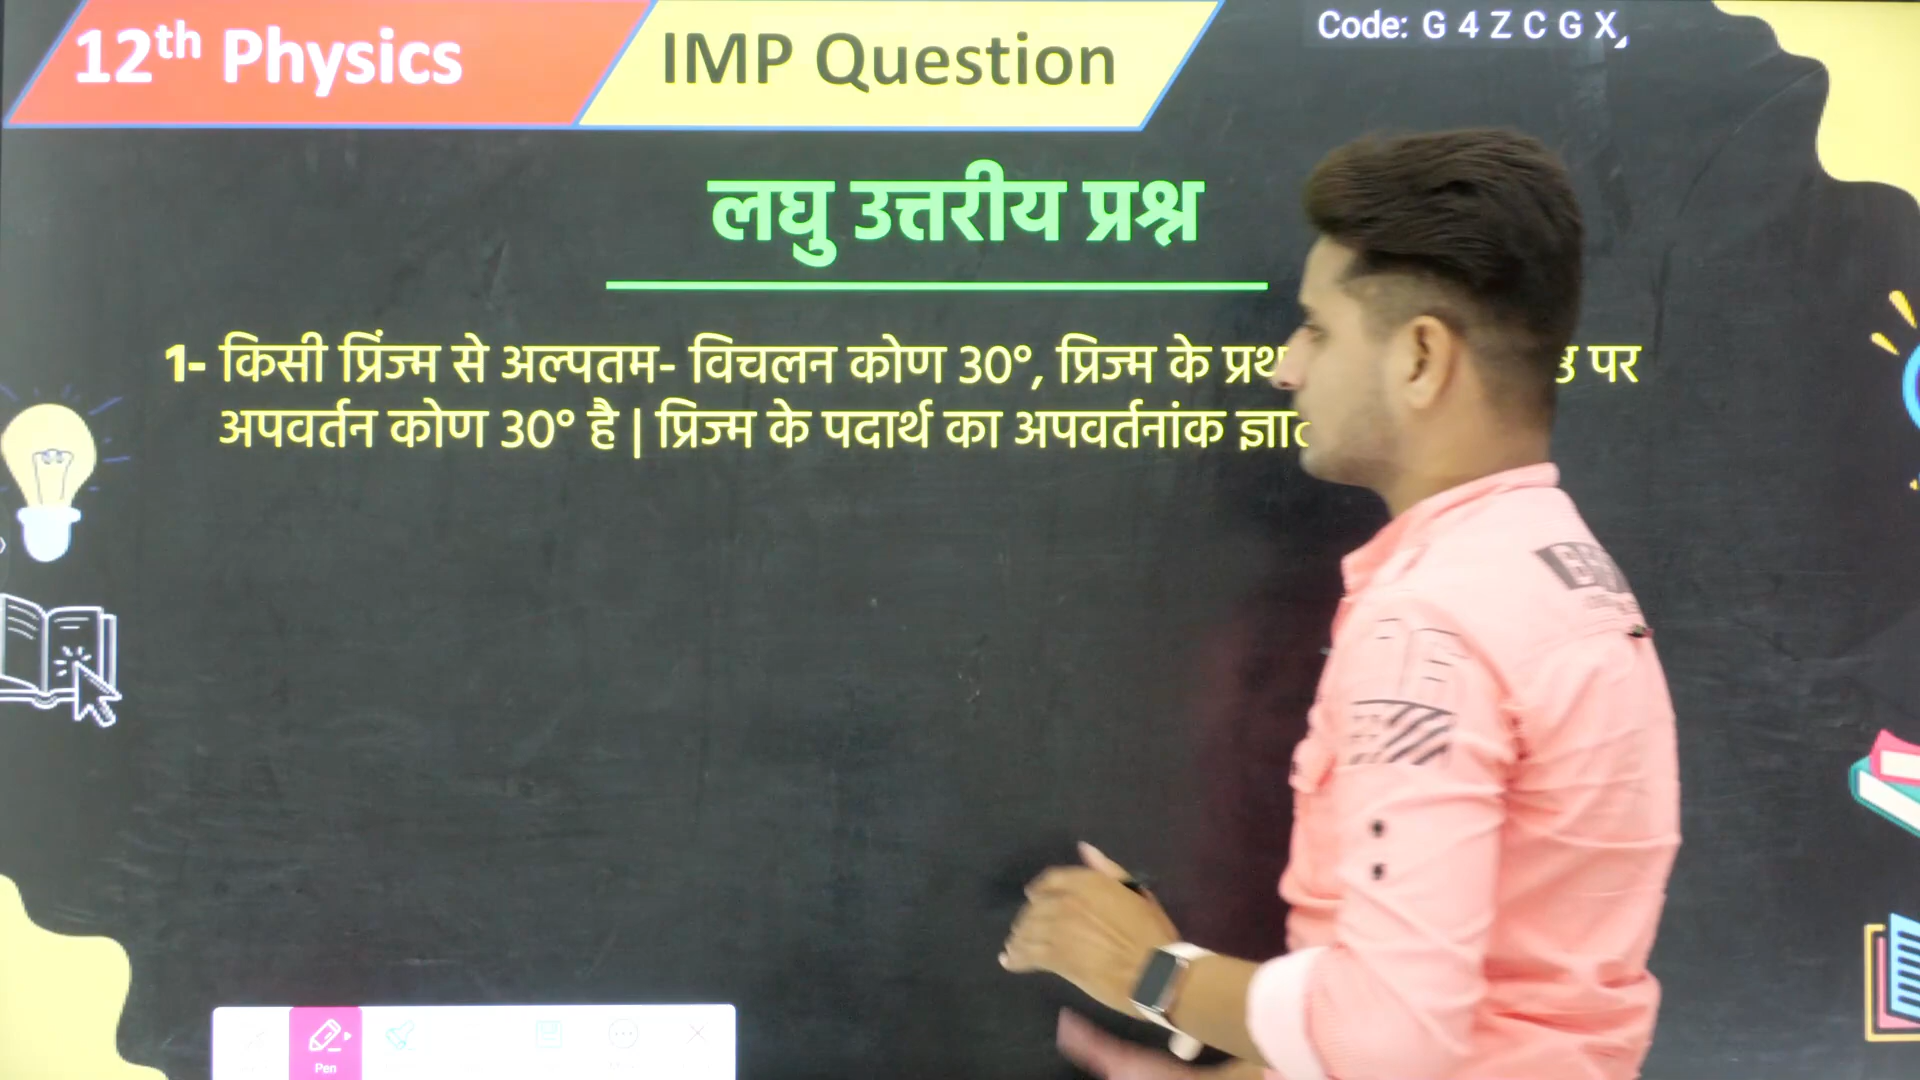 12th Physics
IMP Question
Code: G 4 Z C G X
लघु उत्तरीय प्रश्न
1- किसी प्रिंज्म से अल्पतम- विचलन कोण 30°, प्रिज्म के पर
अपवर्तन कोण 30° है | प्रिज्म के पदार्थ का अपवर्तनांक
Pen